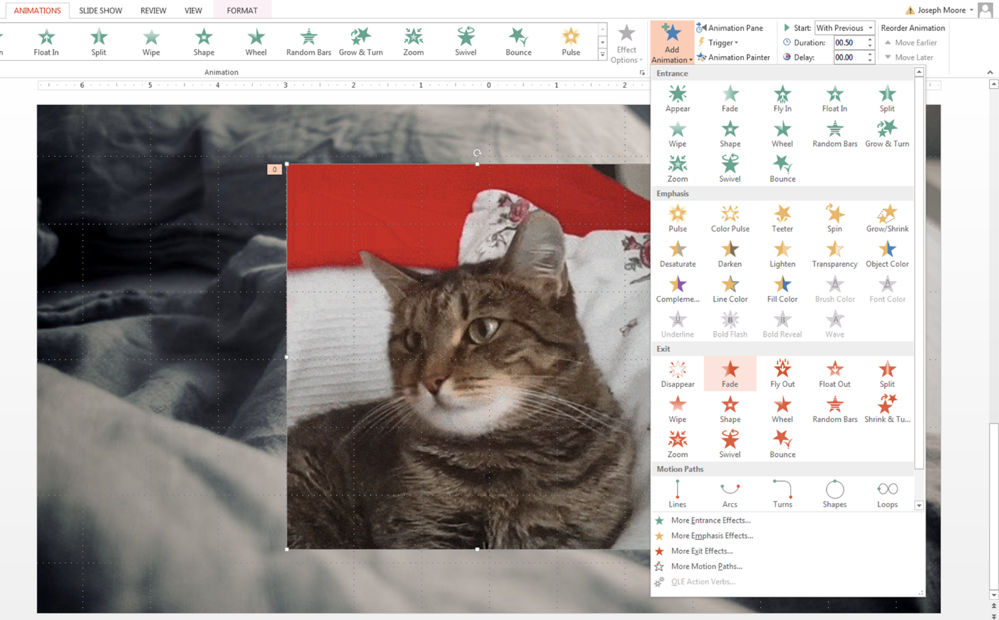 ANIMATIONS SLIDE SHOW REVIEW VIEW FORMAT Joseph Moore
Float In Split Wipe Shape Wheel Random Bars Grow & Turn Zoom Swivel Bounce Pulse
Effect Options
Add Animation
Animation Pane
Trigger
Animation Painter
Start: With Previous
Duration: 00.50
Delay: 00.00
Reorder Animation
Move Earlier
Move Later
Animation
6 5 4 3 2 1 0 1 2
0
Entrance
Appear Fade Fly In Float In Split
Wipe Shape Wheel Random Bars Grow & Turn
Zoom Swivel Bounce
Emphasis
Pulse Color Pulse Teeter Spin Grow/Shrink
Desaturate Darken Lighten Transparency Object Color
Compleme... Line Color Fill Color Brush Color Font Color
Underline Bold Flash Bold Reveal Wave
Exit
Disappear Fade Fly Out Float Out Split
Wipe Shape Wheel Random Bars Shrink & Tu...
Zoom Swivel Bounce
Motion Paths
Lines Arcs Turns Shapes Loops
More Entrance Effects...
More Emphasis Effects...
More Exit Effects...
More Motion Paths...
OLE Action Verbs...